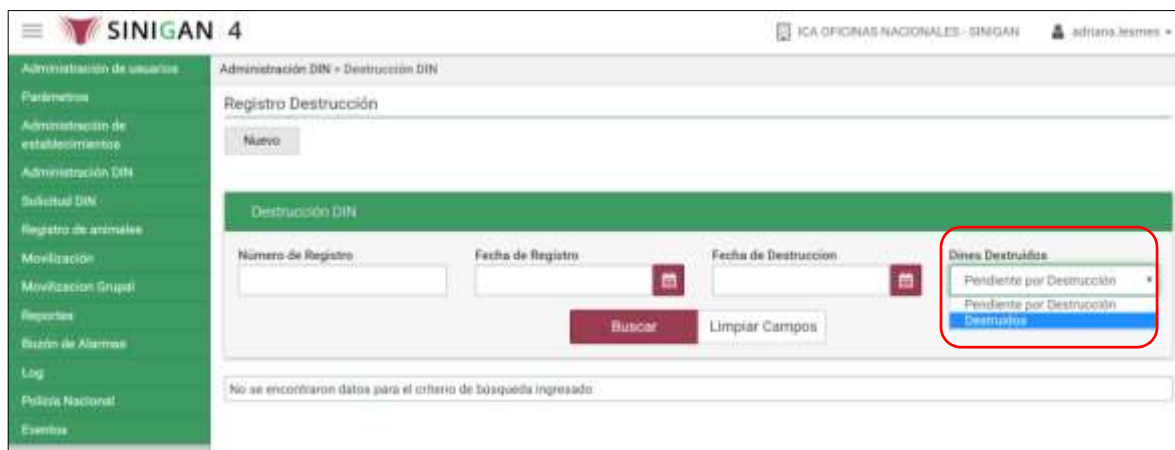 SINIGAN 4
ICA OFICINAS NACIONALES - SINIGAN
adriana.lesmes
Administración de usuarios
Parámetros
Administración de
establecimientos
Administración DIN
Solicitud DIN
Registro de animales
Movilización
Movilizacion Grupal
Reportes
Buzón de Alarmas
Log
Policía Nacional
Eventos
Administración DIN » Destrucción DIN
Registro Destrucción
Nuevo
Destrucción DIN
Número de Registro
Fecha de Registro
Fecha de Destruccion
Dines Destruidos
Pendiente por Destrucción
Pendiente por Destrucción
Destruidos
Buscar
Limpiar Campos
No se encontraron datos para el criterio de búsqueda ingresado